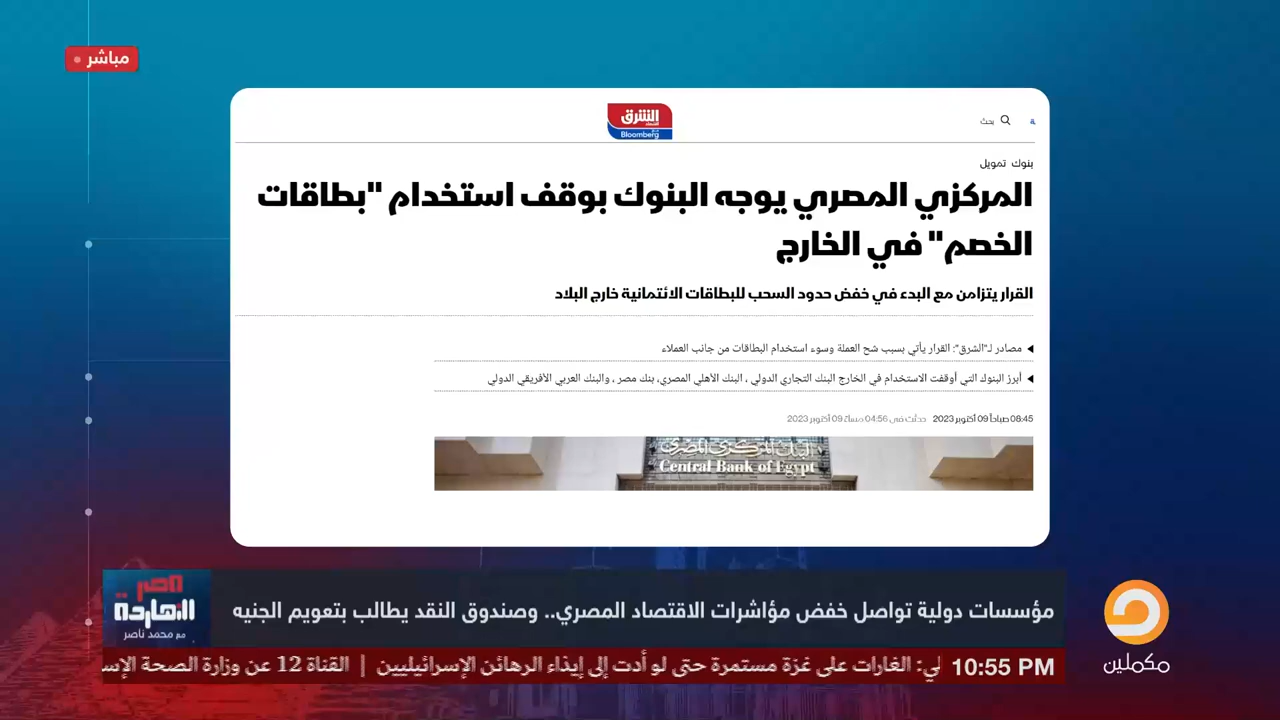 مباشر
الشرق
Bloomberg
بحث
بنوك تمويل
المركزي المصري يوجه البنوك بوقف استخدام "بطاقات
الخصم" في الخارج
القرار يتزامن مع البدء في خفض حدود السحب للبطاقات الائتمانية خارج البلاد
مصادر لـ"الشرق": القرار يأتي بسبب شح العملة وسوء استخدام البطاقات من جانب العملاء
أبرز البنوك التي أوقفت الاستخدام في الخارج البنك التجاري الدولي ، البنك الأهلي المصري، بنك مصر ، والبنك العربي الأفريقي الدولي
08:45 صباحاً 09 أكتوبر 2023 حدثت في 04:56 مساءً 09 أكتوبر 2023
البنك المركزي المصري
Central Bank of Egypt
مصر
النهاردة
مع محمد ناصر
مؤسسات دولية تواصل خفض مؤشرات الاقتصاد المصري.. وصندوق النقد يطالب بتعويم الجنيه
10:55 PM
لي: الغارات على غزة مستمرة حتى لو أدت إلى إيذاء الرهائن الإسرائيليين | القناة 12 عن وزارة الصحة الإس
مكملين